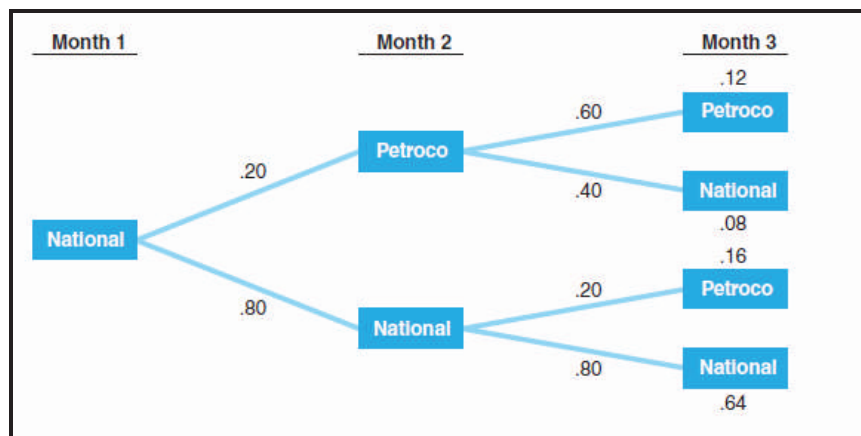 Month 1 Month 2 Month 3
.12
.60 Petroco
Petroco
.20
.40 National
.08
National
.16
.20 Petroco
.80
National
.80 National
.64